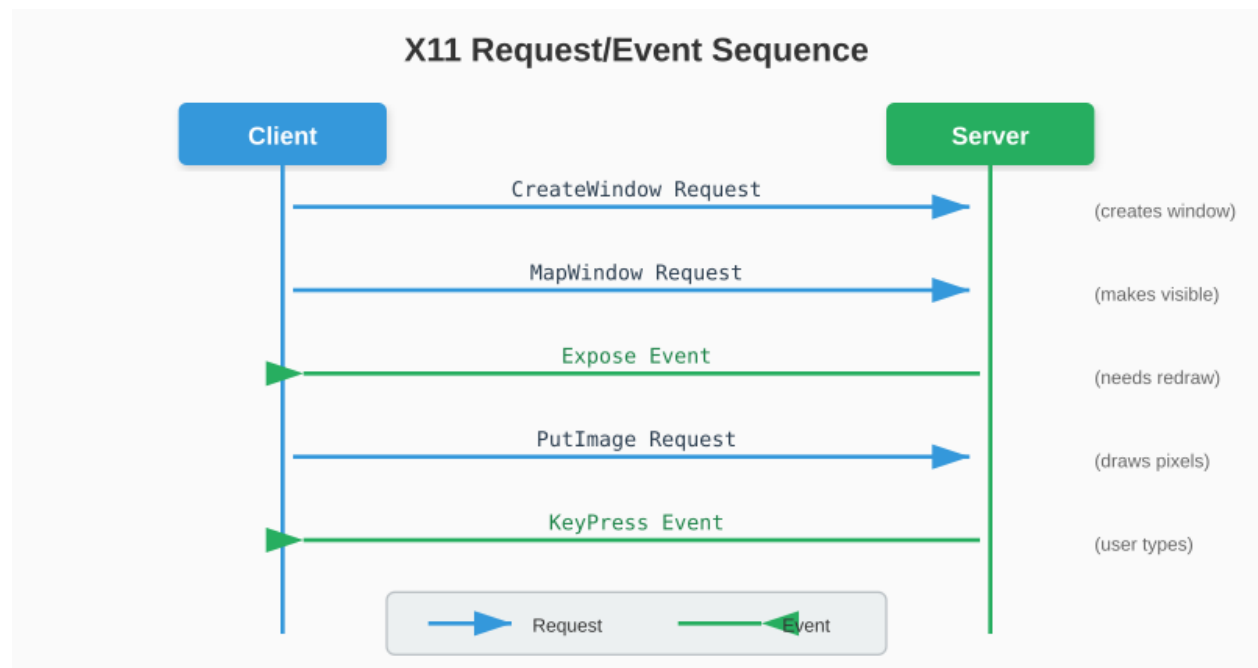 X11 Request/Event Sequence
Client
Server
CreateWindow Request
(creates window)
MapWindow Request
(makes visible)
Expose Event
(needs redraw)
PutImage Request
(draws pixels)
KeyPress Event
(user types)
Request
Event